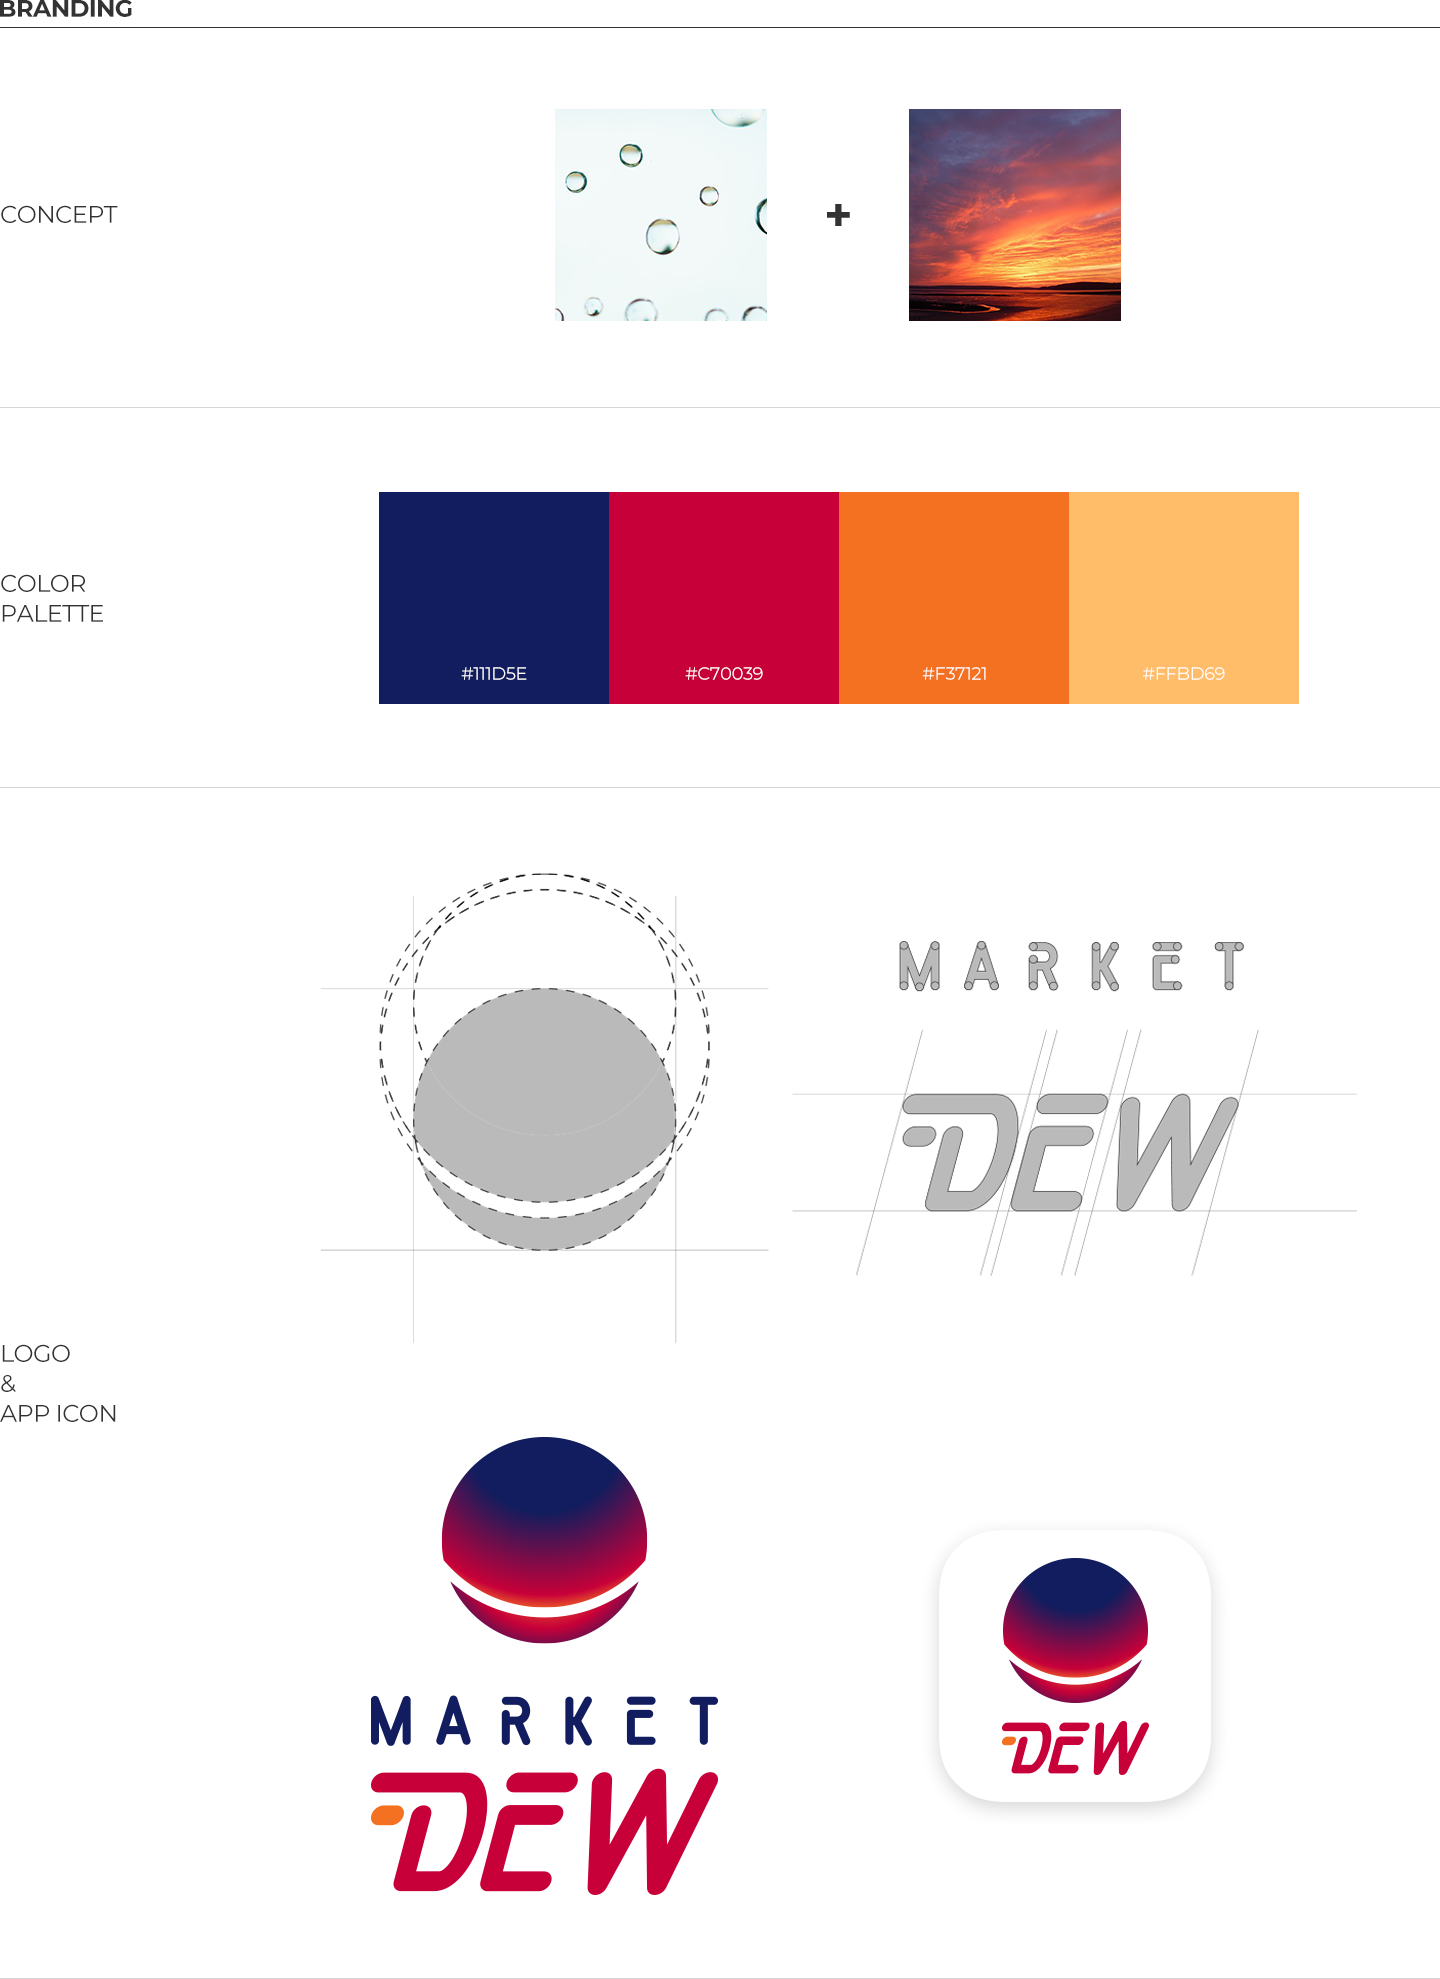 BRANDING
CONCEPT
+
COLOR
PALETTE
#111D5E
#C70039
#F37121
#FFBD69
MARKET
DEW
LOGO
&
APP ICON
MARKET
DEW
DEW